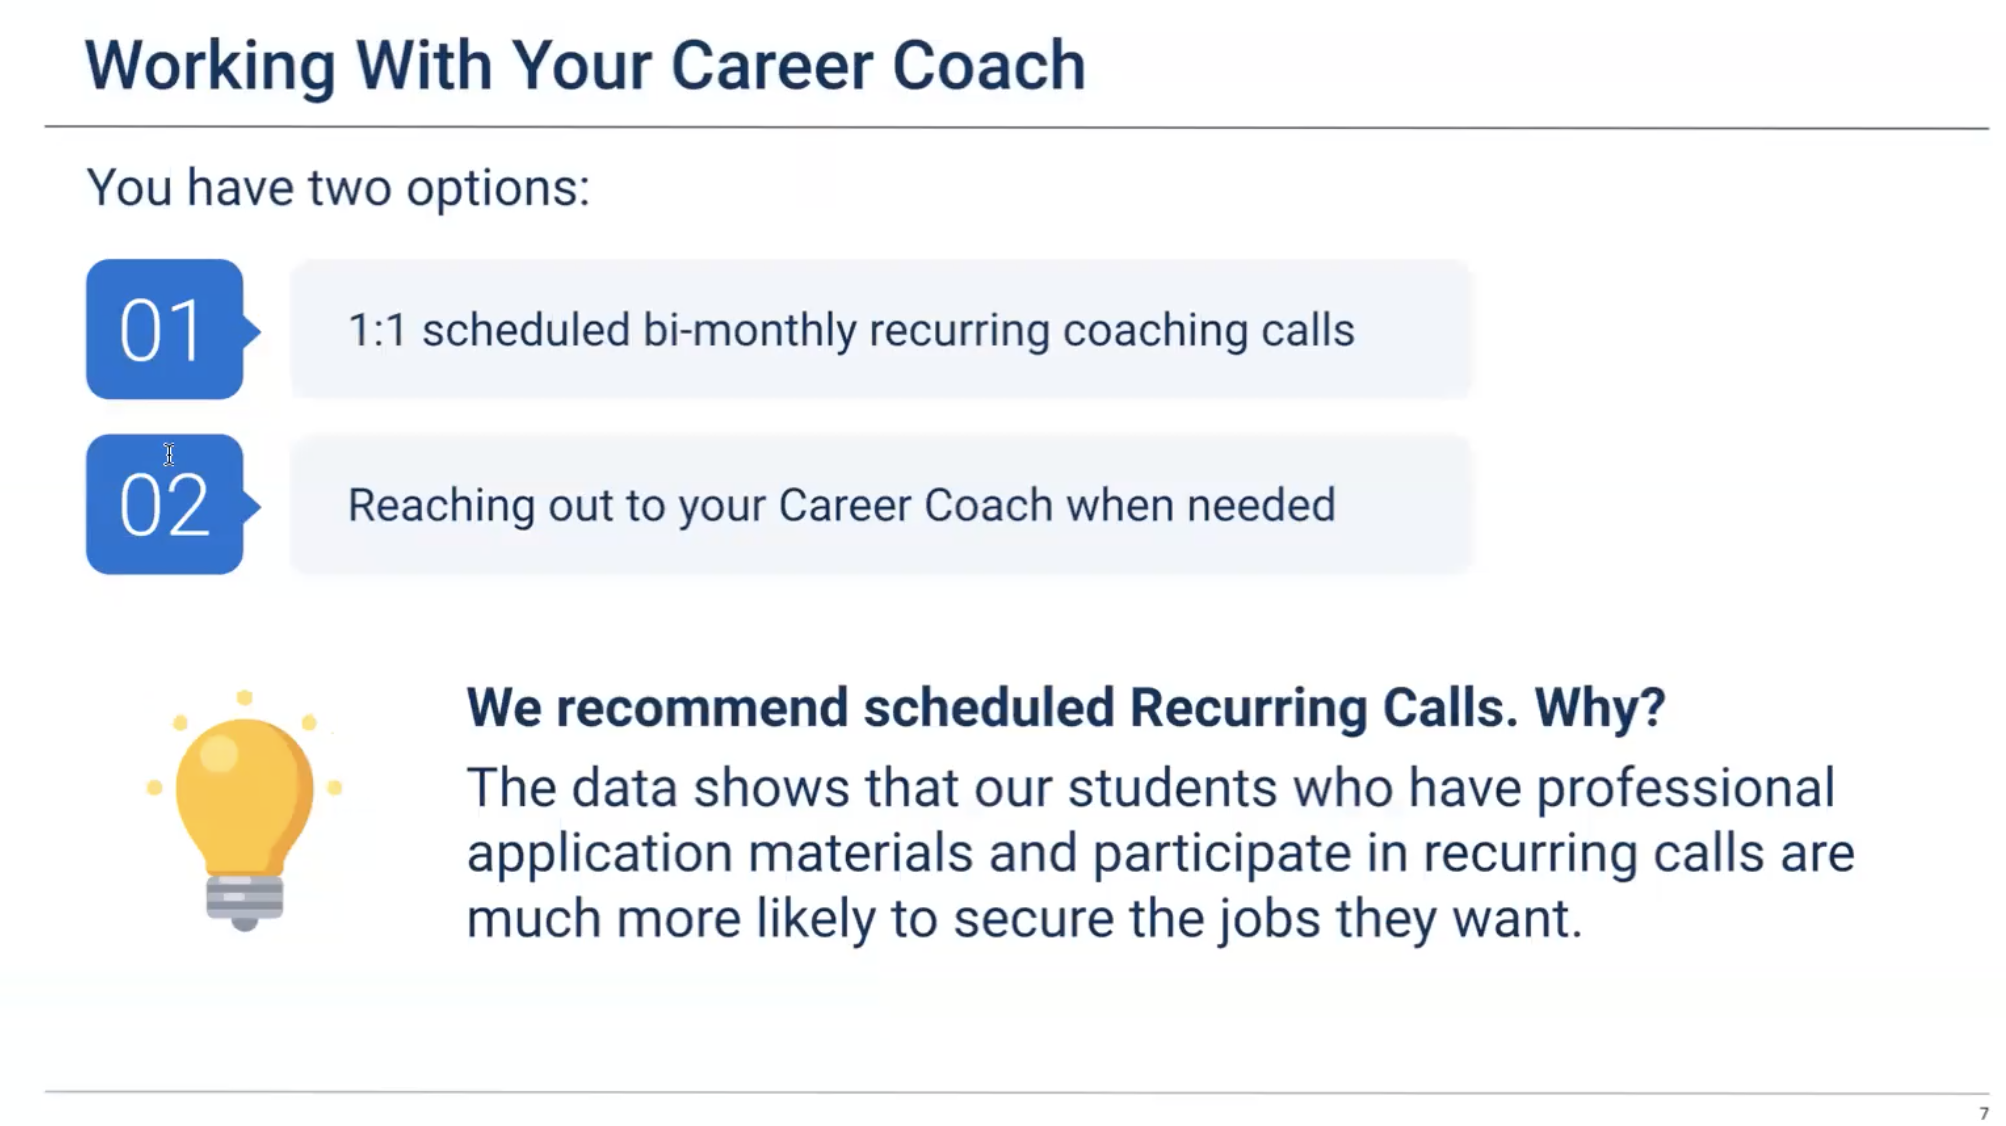 Working With Your Career Coach
You have two options:
01
1:1 scheduled bi-monthly recurring coaching calls
02
Reaching out to your Career Coach when needed
We recommend scheduled Recurring Calls. Why?
The data shows that our students who have professional
application materials and participate in recurring calls are
much more likely to secure the jobs they want.
7